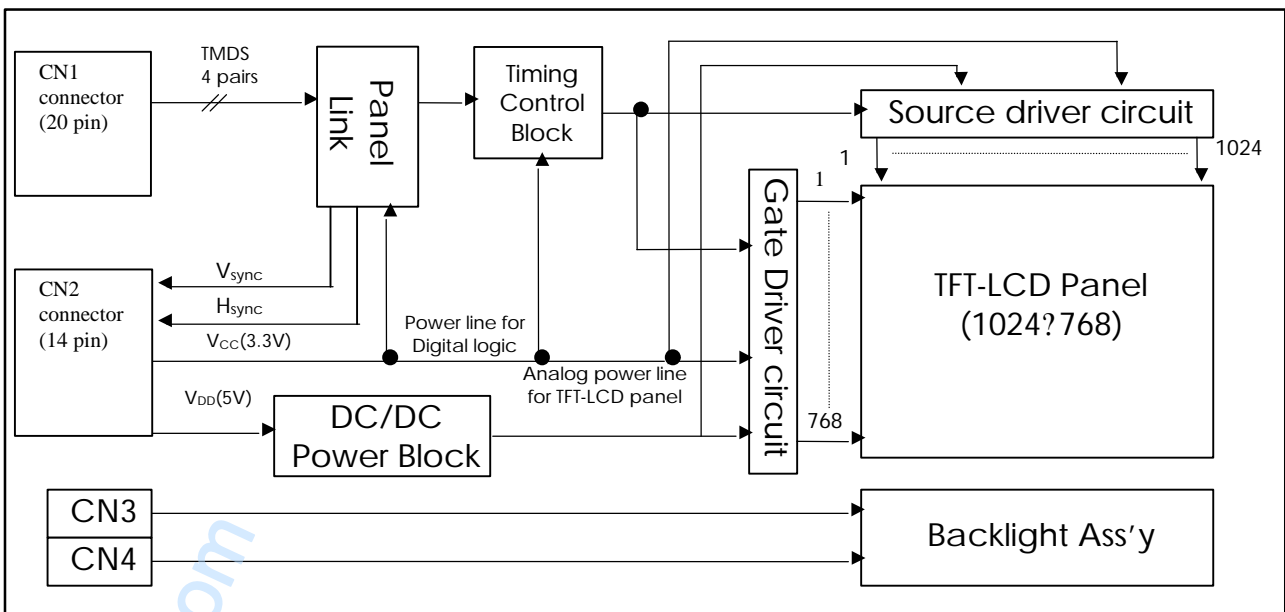 CN1
connector
(20 pin)
TMDS
4 pairs
Panel
Link
Timing
Control
Block
Source driver circuit
1
1024
1
Gate Driver circuit
TFT-LCD Panel
(1024?768)
768
CN2
connector
(14 pin)
Vsync
Hsync
VCC(3.3V)
Power line for
Digital logic
Analog power line
for TFT-LCD panel
VDD(5V)
DC/DC
Power Block
CN3
CN4
Backlight Ass'y
com